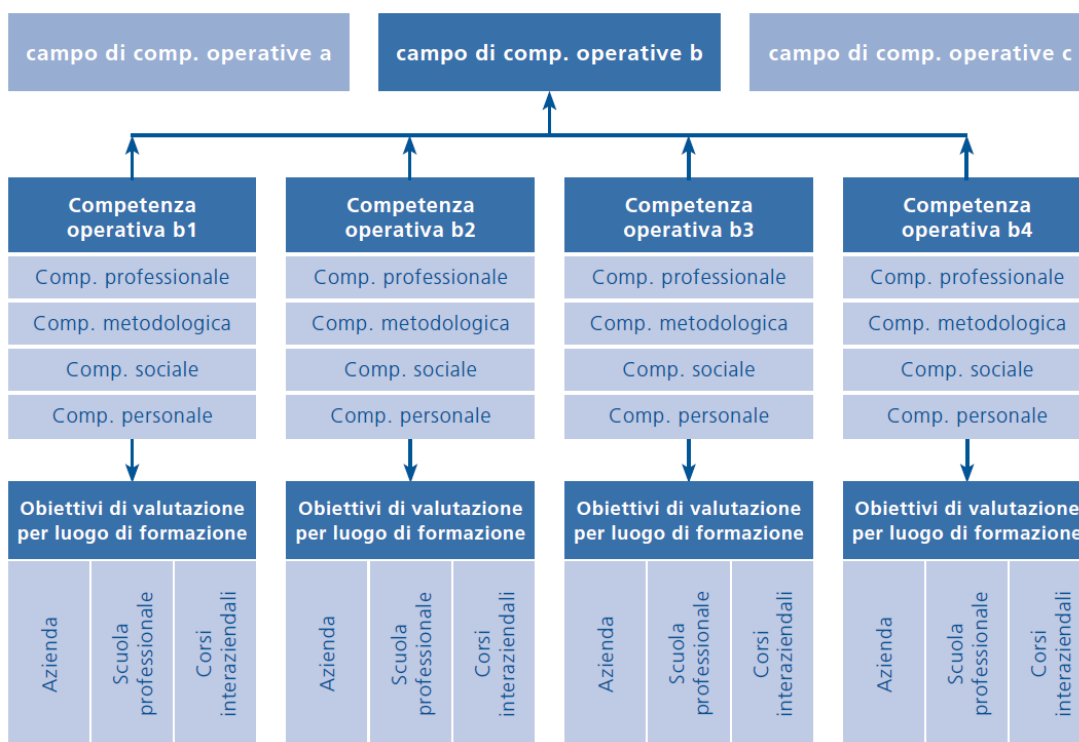 campo di comp. operative a
campo di comp. operative b
campo di comp. operative c
Competenza
operativa b1
Comp. professionale
Comp. metodologica
Comp. sociale
Comp. personale
Obiettivi di valutazione
per luogo di formazione
Azienda
Scuola
professionale
Corsi
interaziendali
Competenza
operativa b2
Comp. professionale
Comp. metodologica
Comp. sociale
Comp. personale
Obiettivi di valutazione
per luogo di formazione
Azienda
Scuola
professionale
Corsi
interaziendali
Competenza
operativa b3
Comp. professionale
Comp. metodologica
Comp. sociale
Comp. personale
Obiettivi di valutazione
per luogo di formazione
Azienda
Scuola
professionale
Corsi
interaziendali
Competenza
operativa b4
Comp. professionale
Comp. metodologica
Comp. sociale
Comp. personale
Obiettivi di valutazione
per luogo di formazione
Azienda
Scuola
professionale
Corsi
interaziendali